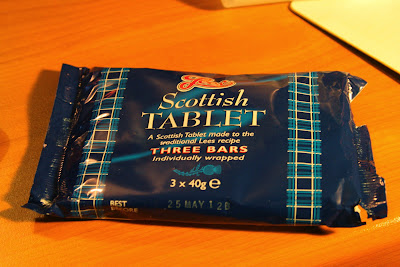 Lees
Scottish
TABLET
A Scottish Tablet made to the
traditional Lees recipe
THREE BARS
Individually wrapped
3 x 40g e
BEST 25 MAY 12B
BEFORE